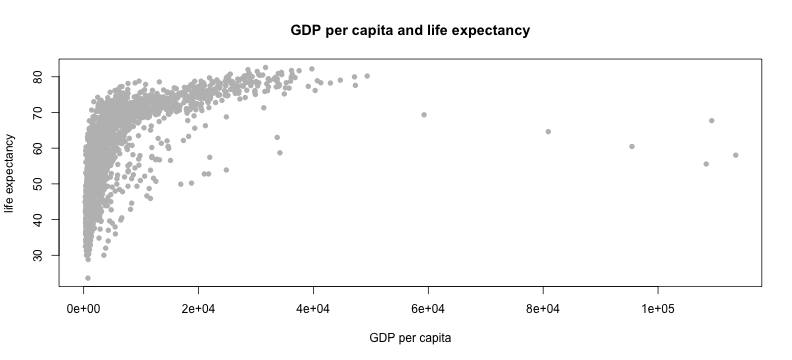 GDP per capita and life expectancy
life expectancy
80
70
60
50
40
30
0e+00 2e+04 4e+04 6e+04 8e+04 1e+05
GDP per capita